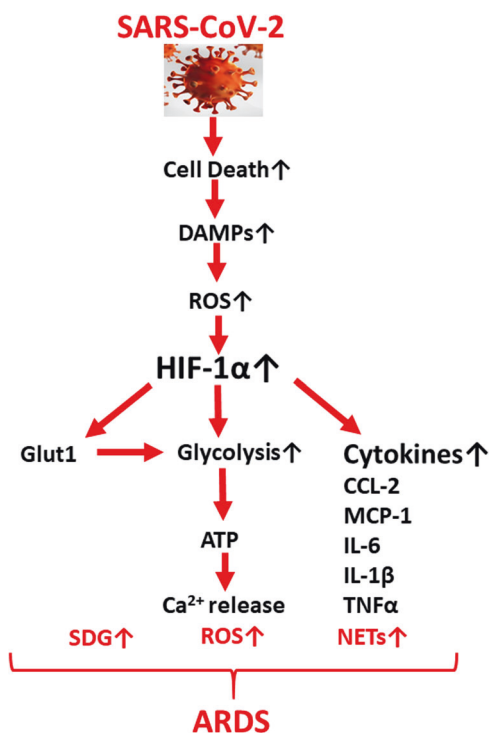 SARS-CoV-2
Cell Death↑
DAMPs↑
ROS↑
HIF-1α↑
Glut1
Glycolysis↑
Cytokines↑
CCL-2
MCP-1
IL-6
IL-1β
TNFα
ATP
Ca²⁺ release
SDG↑
ROS↑
NETs↑
ARDS